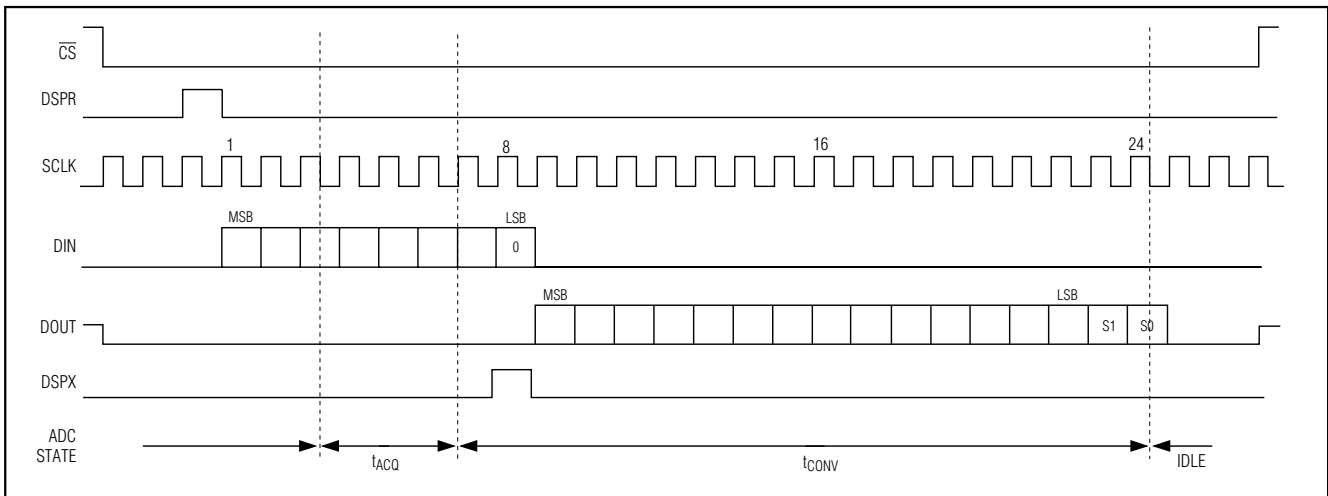 CS
DSPR
1 8 16 24
SCLK
MSB LSB
DIN 0
MSB LSB
DOUT S1 S0
DSPX
ADC
STATE
tACQ tCONV IDLE